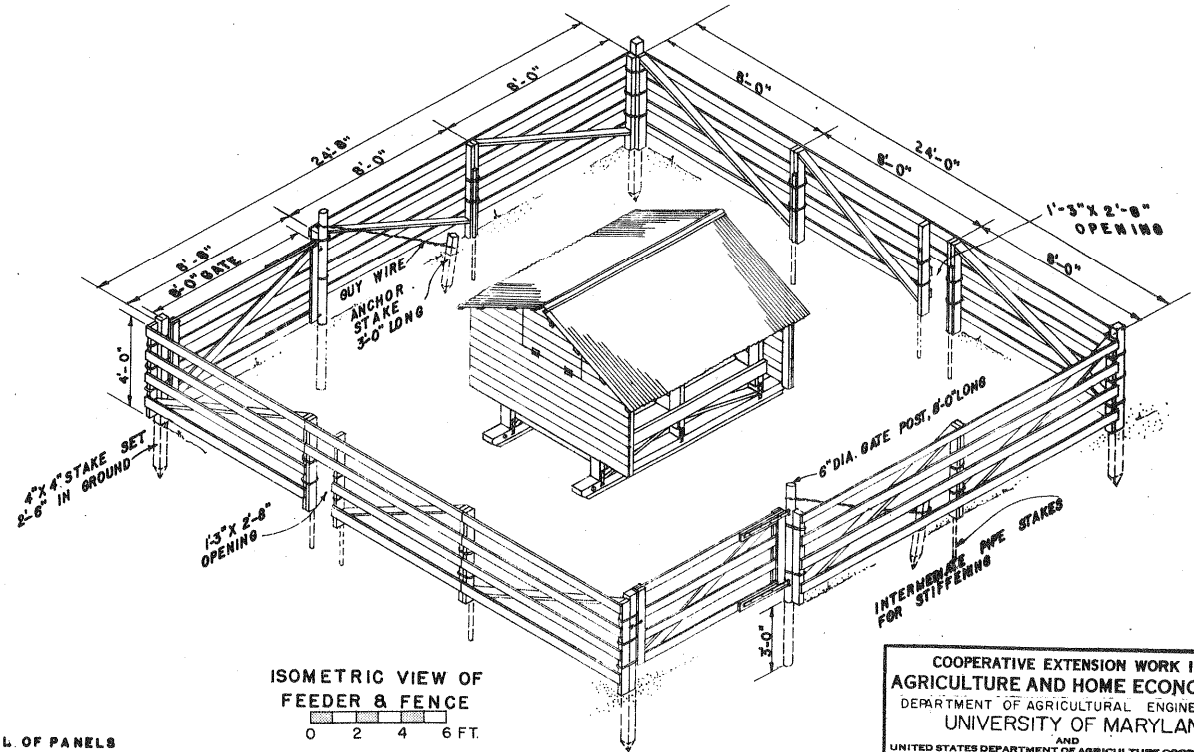 8'-0"
24'-8"
8'-0"
8'-8"
8'-0" GATE
8'-0"
24'-0"
8'-0"
8'-0"
1'-3" X 2'-8"
OPENING
GUY WIRE
ANCHOR
STAKE
3'-0" LONG
4'-0"
4" X 4" STAKE SET
2'-6" IN GROUND
1'-3" X 2'-8"
OPENING
6" DIA. GATE POST, 8'-0" LONG
INTERMEDIATE PIPE STAKES
FOR STIFFENING
3'-0"
ISOMETRIC VIEW OF
FEEDER & FENCE
0 2 4 6 FT.
L. OF PANELS
COOPERATIVE EXTENSION WORK I
AGRICULTURE AND HOME ECONO
DEPARTMENT OF AGRICULTURAL ENGINE
UNIVERSITY OF MARYLAN
AND
UNITED STATES DEPARTMENT OF AGRICULTURE